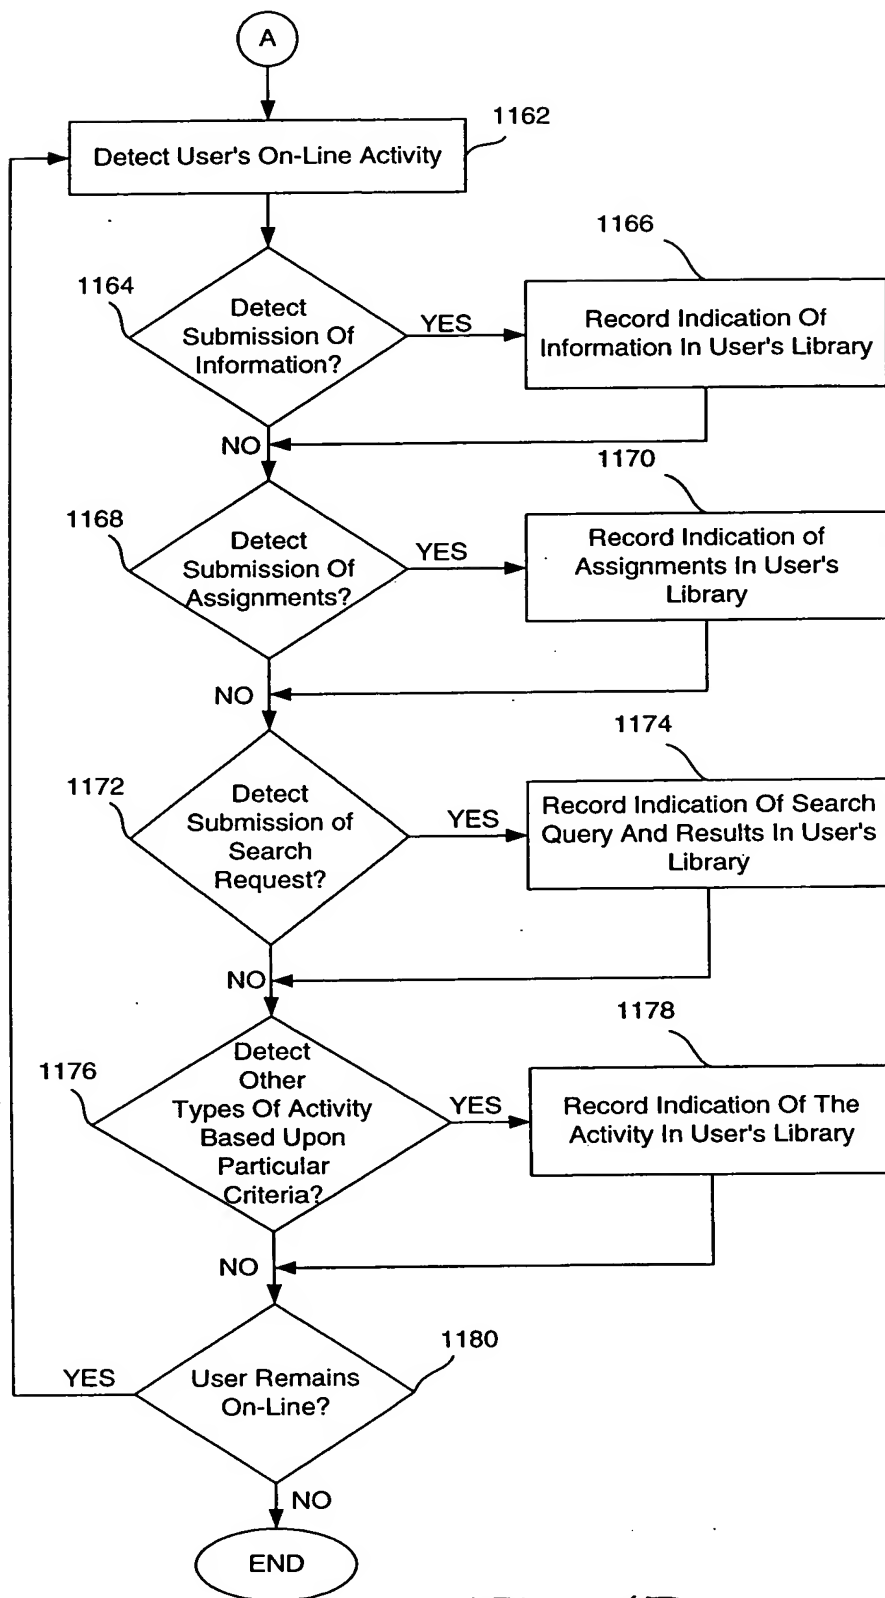 A
1162
Detect User's On-Line Activity
1166
1164
Detect
Submission Of
Information?
YES
Record Indication Of
Information In User's Library
NO
1170
1168
Detect
Submission Of
Assignments?
YES
Record Indication of
Assignments In User's
Library
NO
1174
1172
Detect
Submission of
Search
Request?
YES
Record Indication Of Search
Query And Results In User's
Library
NO
1178
1176
Detect
Other
Types Of Activity
Based Upon
Particular
Criteria?
YES
Record Indication Of The
Activity In User's Library
NO
1180
YES
User Remains
On-Line?
NO
END